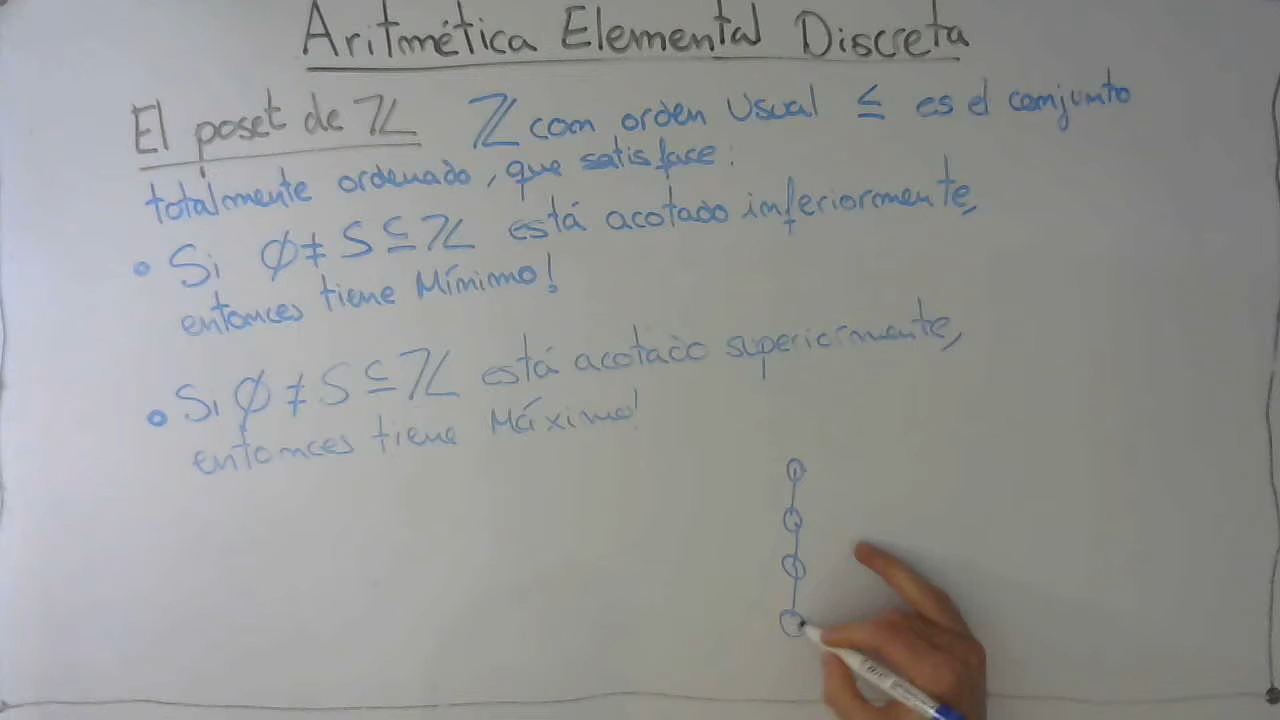 Aritmética Elemental Discreta
El poset de ℤ ℤ con orden usual ≤ es el conjunto
totalmente ordenado, que satisface:
• Si ∅ ≠ S ⊆ ℤ está acotado inferiormente,
entonces tiene Mínimo!
• Si ∅ ≠ S ⊆ ℤ está acotado superiormente,
entonces tiene Máximo!